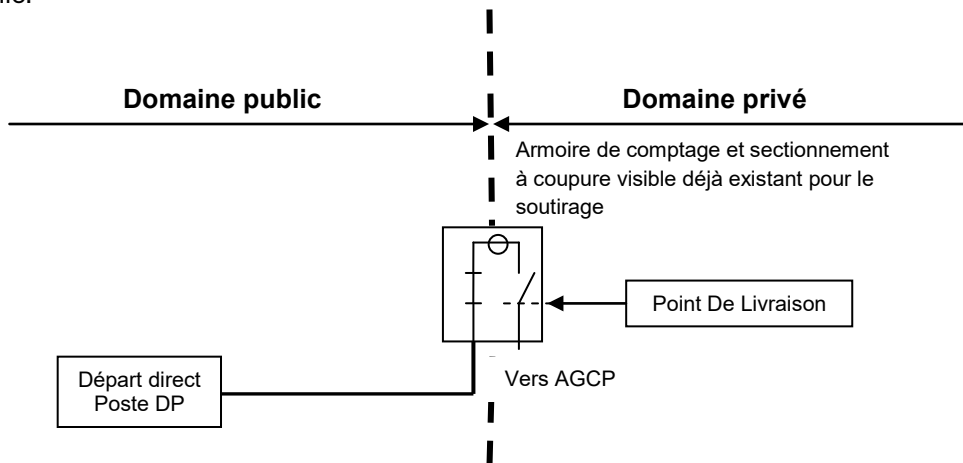 Domaine public
Domaine privé
Armoire de comptage et sectionnement
à coupure visible déjà existant pour le
soutirage
Point De Livraison
Départ direct
Poste DP
Vers AGCP